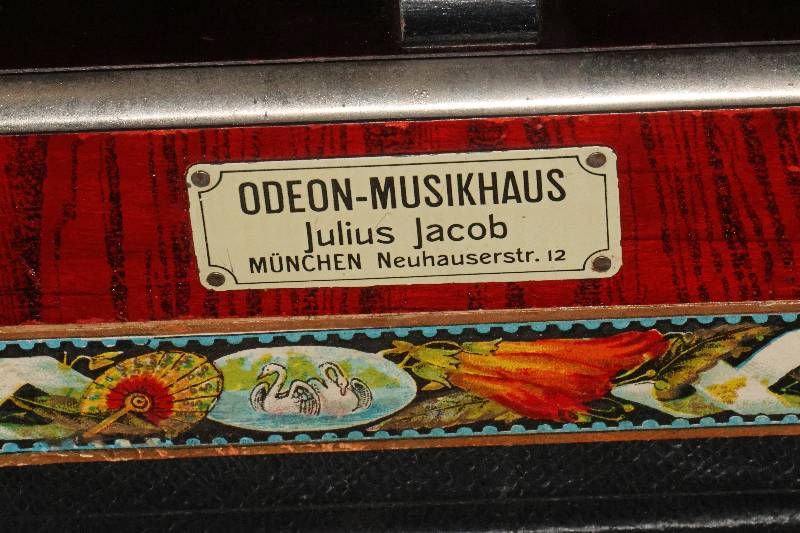 ODEON-MUSIKHAUS
Julius Jacob
MÜNCHEN Neuhauserstr. 12